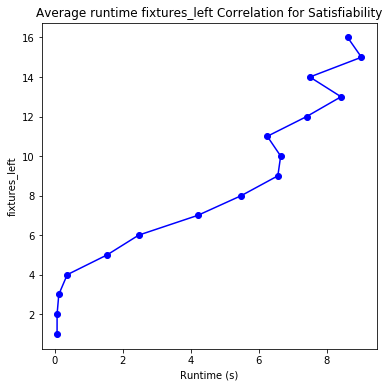 Average runtime fixtures_left Correlation for Satisfiability
16
14
12
10
8
6
4
2
fixtures_left
0 2 4 6 8
Runtime (s)